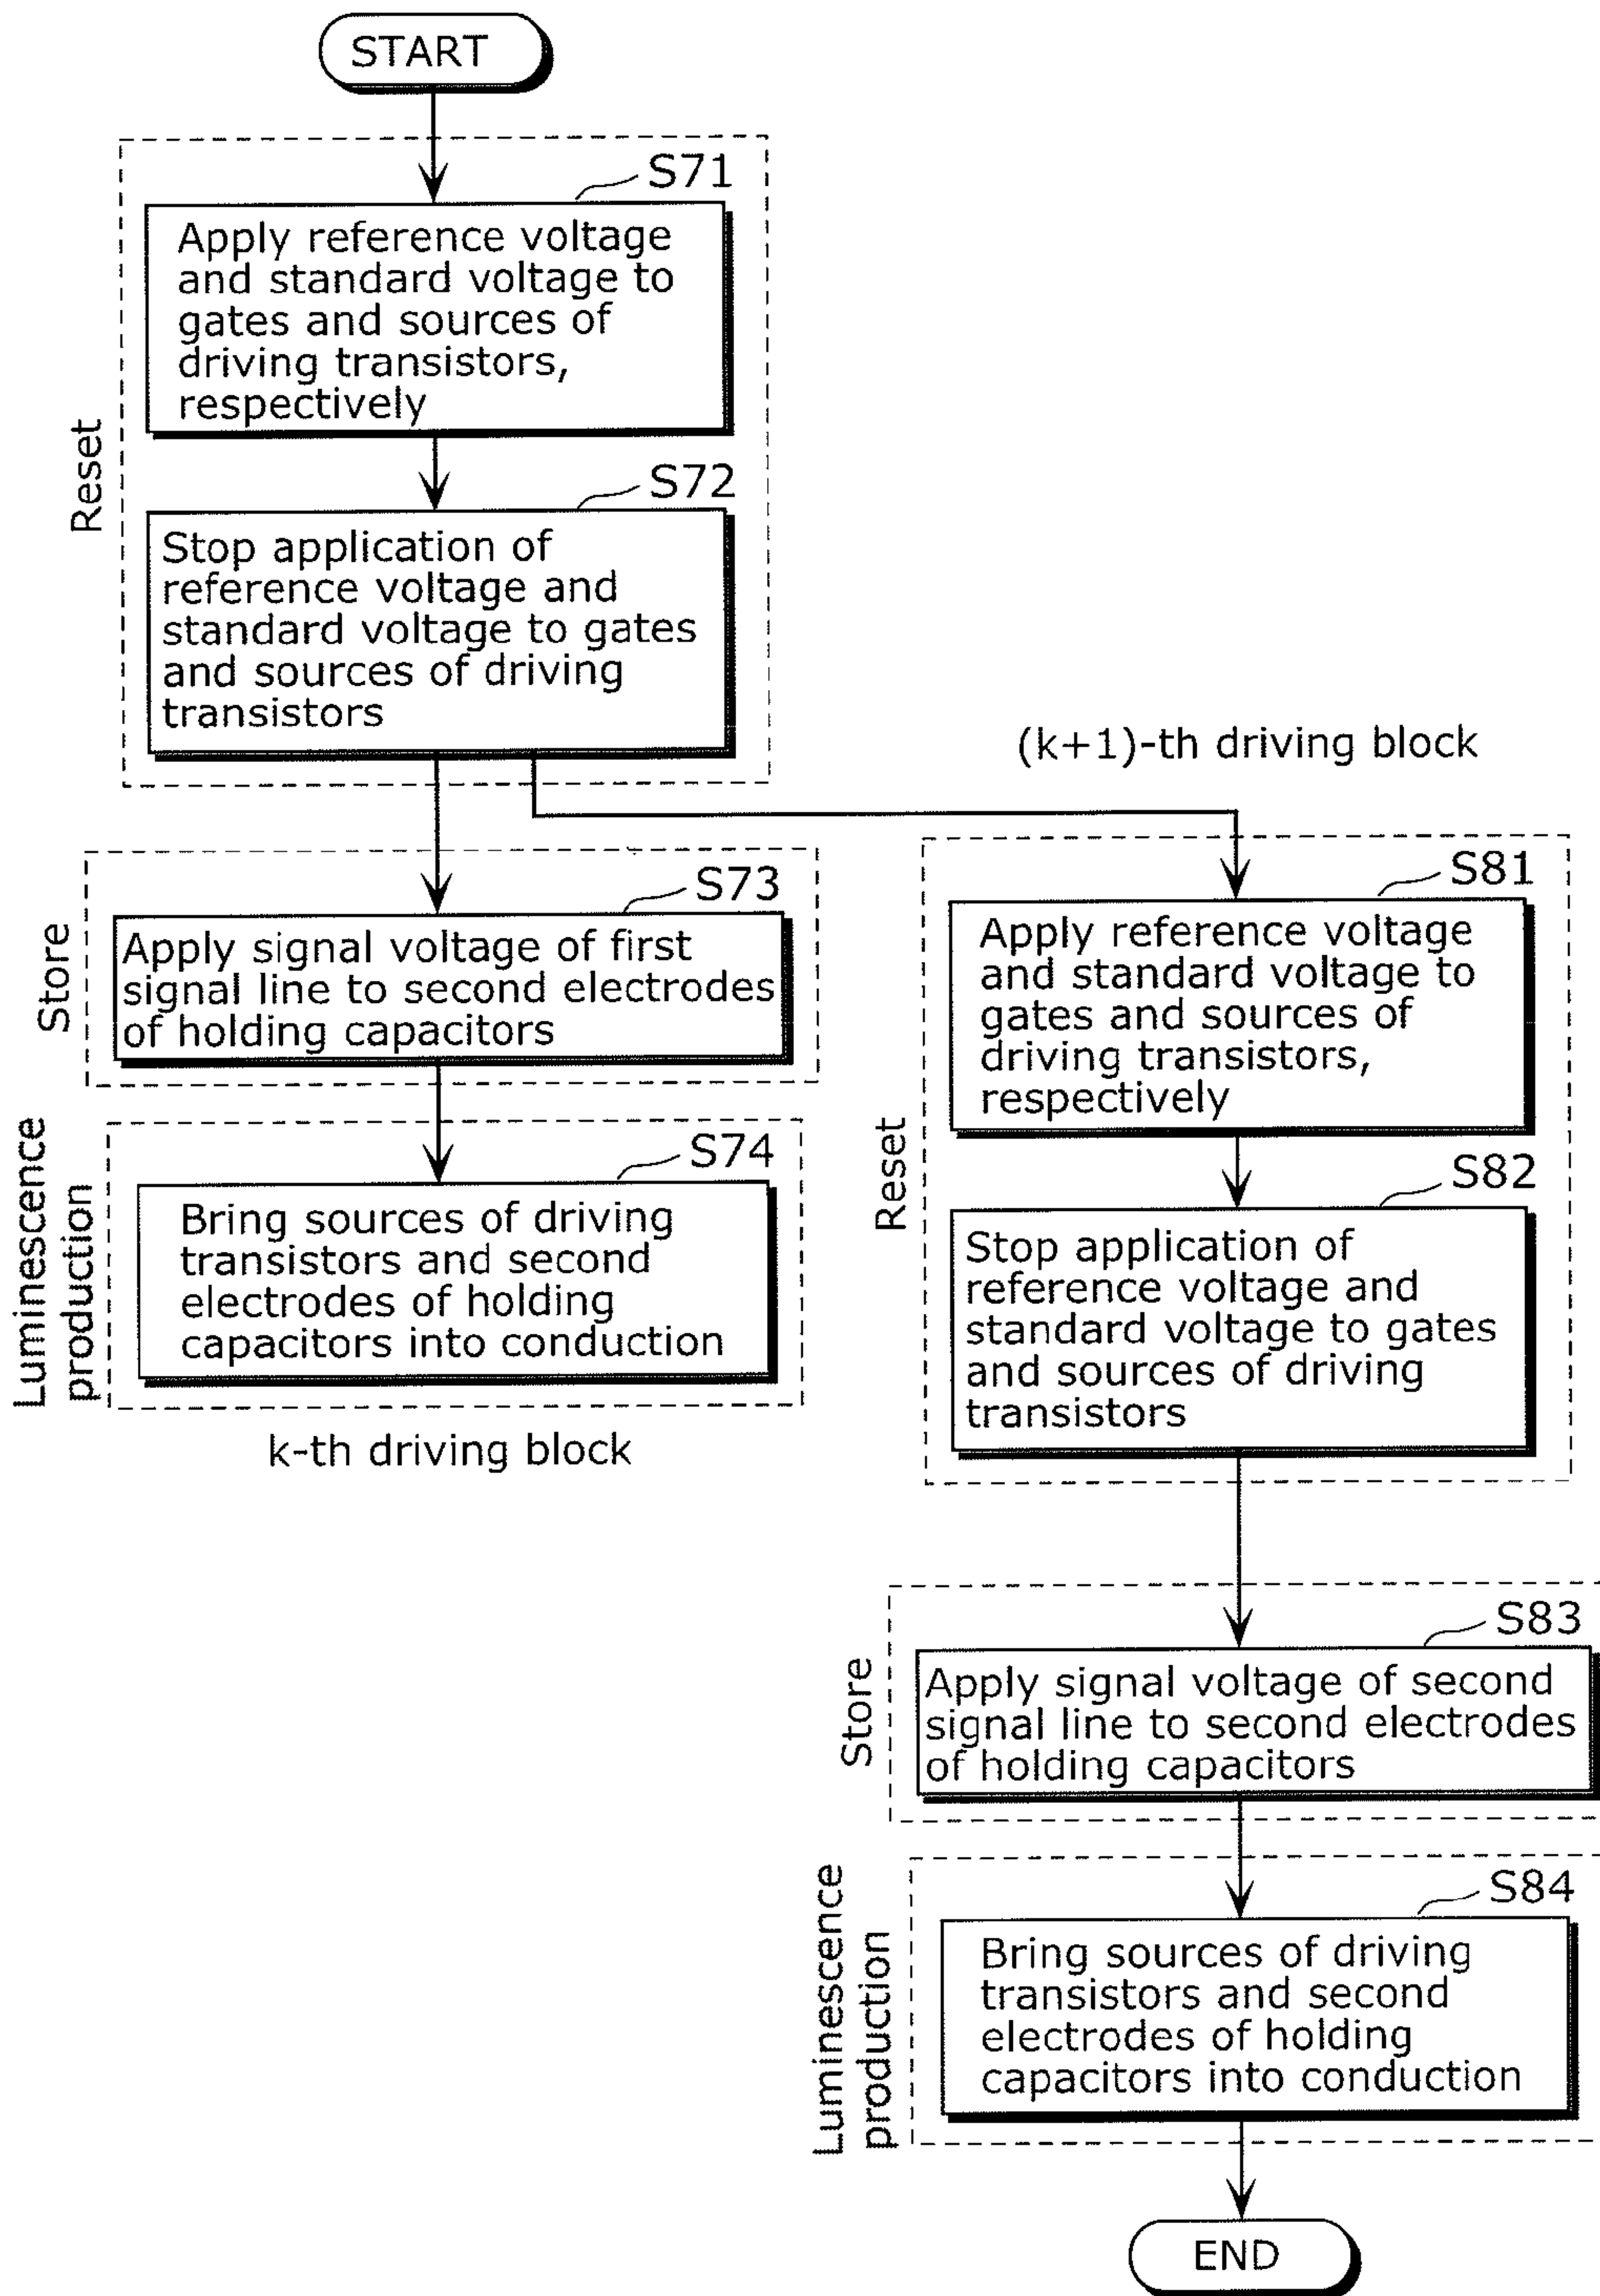 START
Reset
S71
Apply reference voltage
and standard voltage to
gates and sources of
driving transistors,
respectively
S72
Stop application of
reference voltage and
standard voltage to gates
and sources of driving
transistors
Store
S73
Apply signal voltage of first
signal line to second electrodes
of holding capacitors
Luminescence
production
S74
Bring sources of driving
transistors and second
electrodes of holding
capacitors into conduction
k-th driving block
(k+1)-th driving block
Reset
S81
Apply reference voltage
and standard voltage to
gates and sources of
driving transistors,
respectively
S82
Stop application of
reference voltage and
standard voltage to gates
and sources of driving
transistors
Store
S83
Apply signal voltage of second
signal line to second electrodes
of holding capacitors
Luminescence
production
S84
Bring sources of driving
transistors and second
electrodes of holding
capacitors into conduction
END